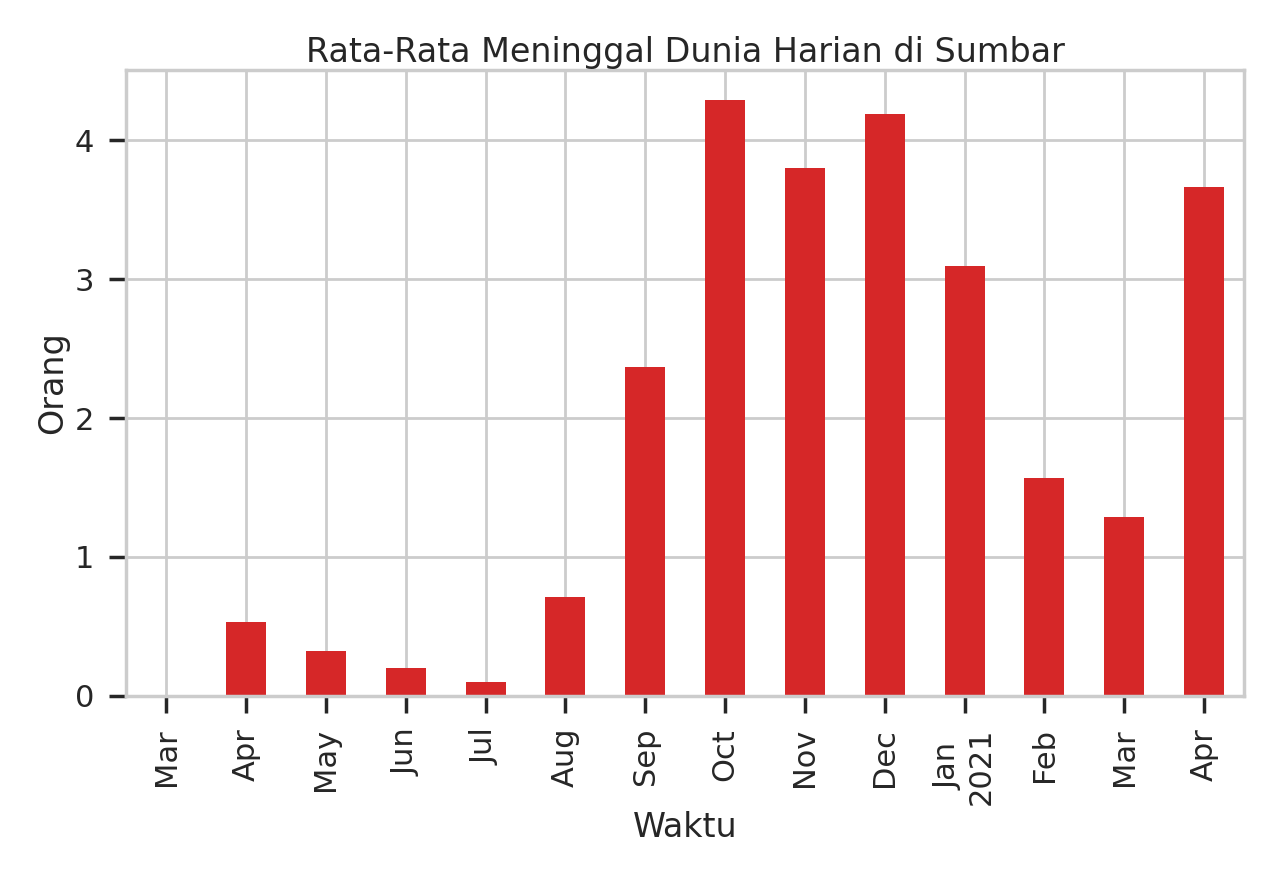 Rata-Rata Meninggal Dunia Harian di Sumbar
Orang
4
3
2
1
0
Mar
Apr
May
Jun
Jul
Aug
Sep
Oct
Nov
Dec
Jan
2021
Feb
Mar
Apr
Waktu